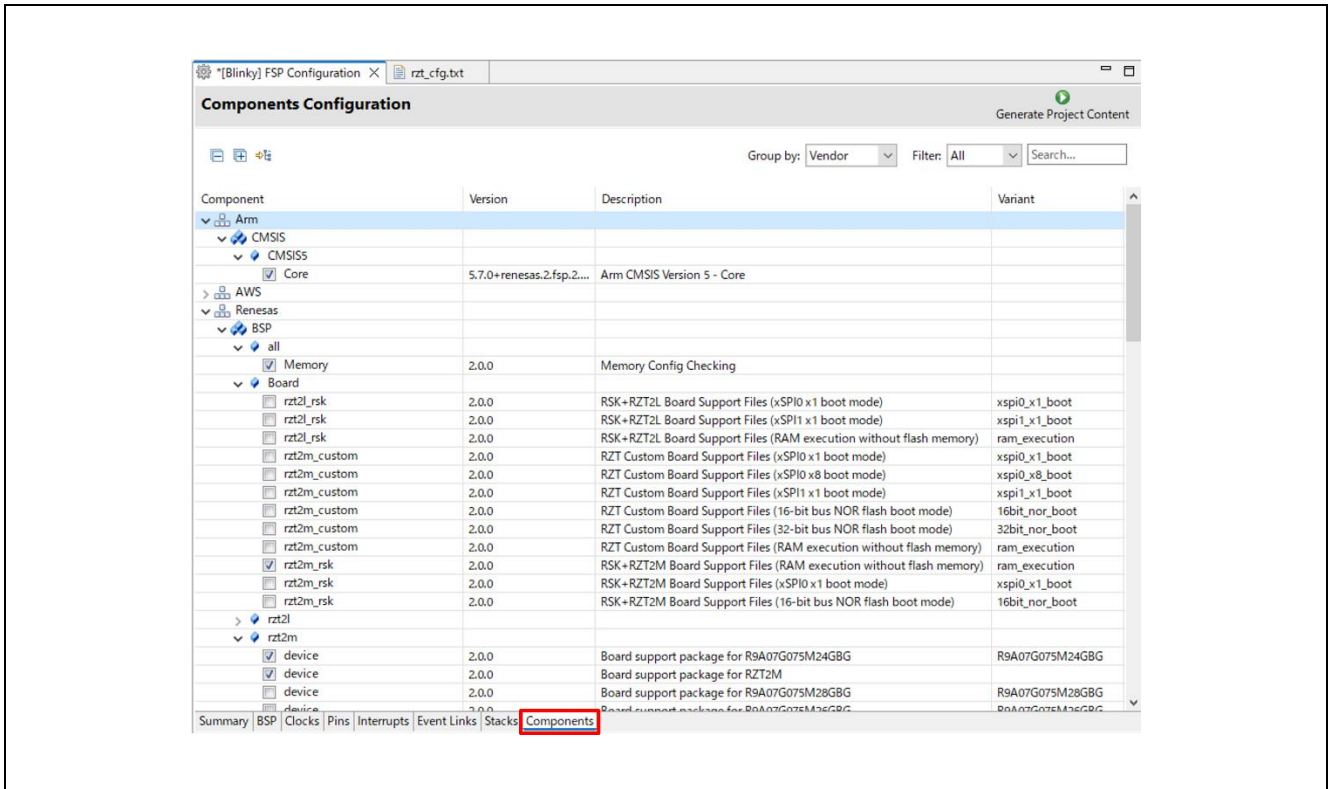 *[Blinky] FSP Configuration rzt_cfg.txt
Components Configuration
Generate Project Content
Group by: Vendor Filter: All Search...
Component Version Description Variant
Arm
CMSIS
CMSIS5
Core 5.7.0+renesas.2.fsp.2.... Arm CMSIS Version 5 - Core
AWS
Renesas
BSP
all
Memory 2.0.0 Memory Config Checking
Board
rzt2l_rsk 2.0.0 RSK+RZT2L Board Support Files (xSPI0 x1 boot mode) xspi0_x1_boot
rzt2l_rsk 2.0.0 RSK+RZT2L Board Support Files (xSPI1 x1 boot mode) xspi1_x1_boot
rzt2l_rsk 2.0.0 RSK+RZT2L Board Support Files (RAM execution without flash memory) ram_execution
rzt2m_custom 2.0.0 RZT Custom Board Support Files (xSPI0 x1 boot mode) xspi0_x1_boot
rzt2m_custom 2.0.0 RZT Custom Board Support Files (xSPI0 x8 boot mode) xspi0_x8_boot
rzt2m_custom 2.0.0 RZT Custom Board Support Files (xSPI1 x1 boot mode) xspi1_x1_boot
rzt2m_custom 2.0.0 RZT Custom Board Support Files (16-bit bus NOR flash boot mode) 16bit_nor_boot
rzt2m_custom 2.0.0 RZT Custom Board Support Files (32-bit bus NOR flash boot mode) 32bit_nor_boot
rzt2m_custom 2.0.0 RZT Custom Board Support Files (RAM execution without flash memory) ram_execution
rzt2m_rsk 2.0.0 RSK+RZT2M Board Support Files (RAM execution without flash memory) ram_execution
rzt2m_rsk 2.0.0 RSK+RZT2M Board Support Files (xSPI0 x1 boot mode) xspi0_x1_boot
rzt2m_rsk 2.0.0 RSK+RZT2M Board Support Files (16-bit bus NOR flash boot mode) 16bit_nor_boot
rzt2l
rzt2m
device 2.0.0 Board support package for R9A07G075M24GBG R9A07G075M24GBG
device 2.0.0 Board support package for RZT2M
device 2.0.0 Board support package for R9A07G075M28GBG R9A07G075M28GBG
device 2.0.0 Board support package for R9A07G075M26GBG R9A07G075M26GBG
Summary BSP Clocks Pins Interrupts Event Links Stacks Components